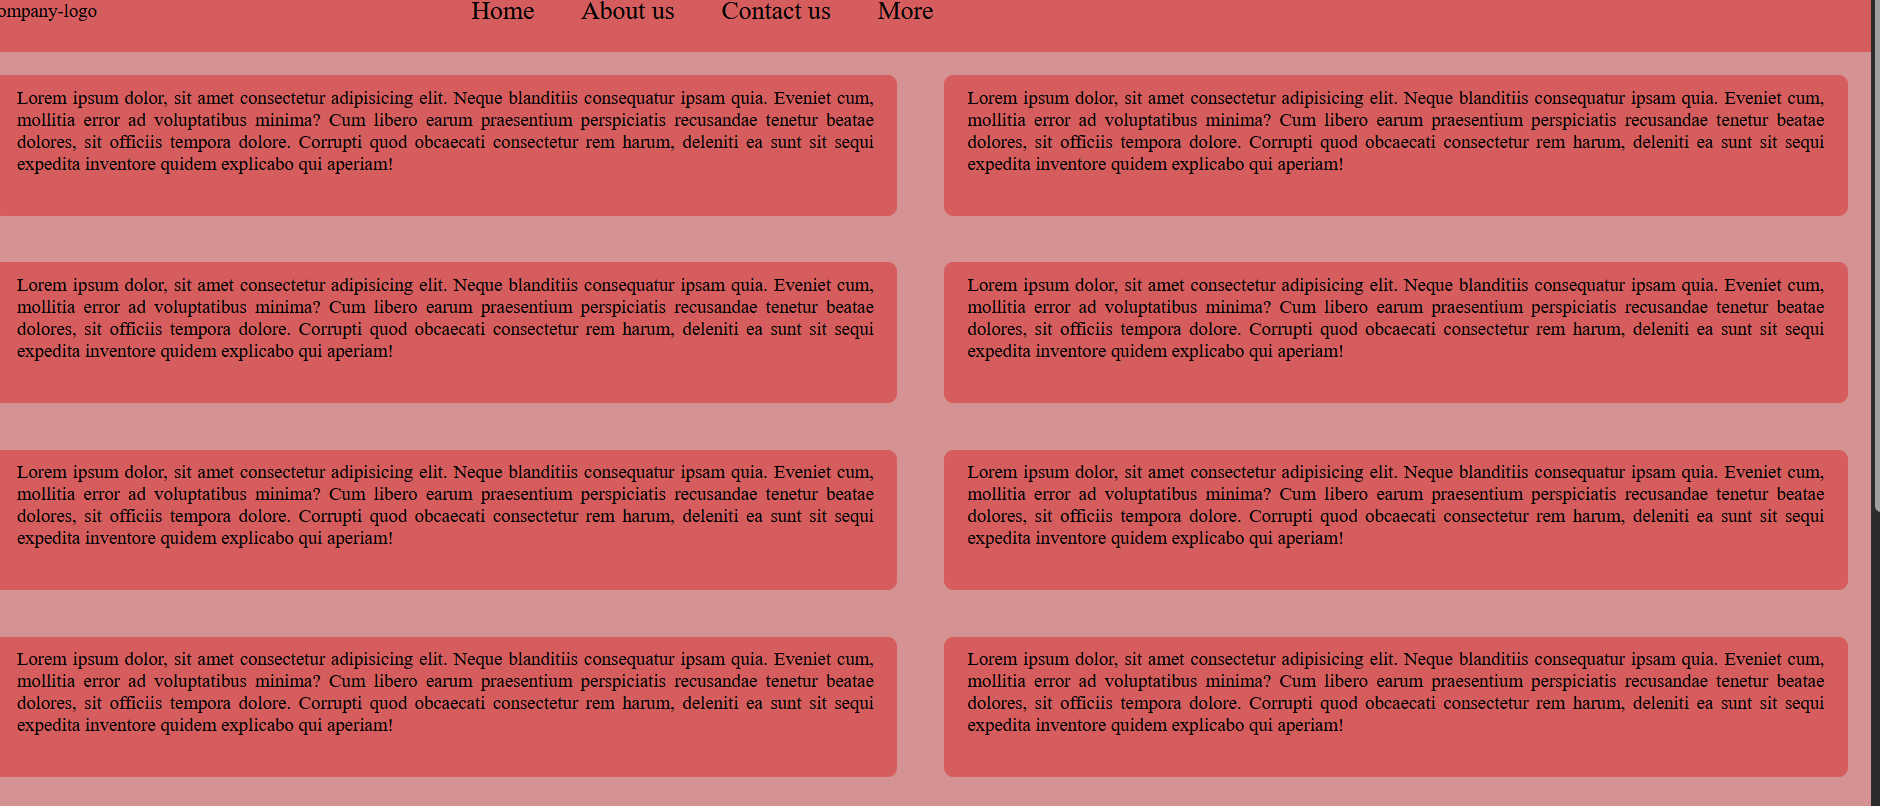 ompany-logo
Home About us Contact us More
Lorem ipsum dolor, sit amet consectetur adipisicing elit. Neque blanditiis consequatur ipsam quia. Eveniet cum,
mollitia error ad voluptatibus minima? Cum libero earum praesentium perspiciatis recusandae tenetur beatae
dolores, sit officiis tempora dolore. Corrupti quod obcaecati consectetur rem harum, deleniti ea sunt sit sequi
expedita inventore quidem explicabo qui aperiam!
Lorem ipsum dolor, sit amet consectetur adipisicing elit. Neque blanditiis consequatur ipsam quia. Eveniet cum,
mollitia error ad voluptatibus minima? Cum libero earum praesentium perspiciatis recusandae tenetur beatae
dolores, sit officiis tempora dolore. Corrupti quod obcaecati consectetur rem harum, deleniti ea sunt sit sequi
expedita inventore quidem explicabo qui aperiam!
Lorem ipsum dolor, sit amet consectetur adipisicing elit. Neque blanditiis consequatur ipsam quia. Eveniet cum,
mollitia error ad voluptatibus minima? Cum libero earum praesentium perspiciatis recusandae tenetur beatae
dolores, sit officiis tempora dolore. Corrupti quod obcaecati consectetur rem harum, deleniti ea sunt sit sequi
expedita inventore quidem explicabo qui aperiam!
Lorem ipsum dolor, sit amet consectetur adipisicing elit. Neque blanditiis consequatur ipsam quia. Eveniet cum,
mollitia error ad voluptatibus minima? Cum libero earum praesentium perspiciatis recusandae tenetur beatae
dolores, sit officiis tempora dolore. Corrupti quod obcaecati consectetur rem harum, deleniti ea sunt sit sequi
expedita inventore quidem explicabo qui aperiam!
Lorem ipsum dolor, sit amet consectetur adipisicing elit. Neque blanditiis consequatur ipsam quia. Eveniet cum,
mollitia error ad voluptatibus minima? Cum libero earum praesentium perspiciatis recusandae tenetur beatae
dolores, sit officiis tempora dolore. Corrupti quod obcaecati consectetur rem harum, deleniti ea sunt sit sequi
expedita inventore quidem explicabo qui aperiam!
Lorem ipsum dolor, sit amet consectetur adipisicing elit. Neque blanditiis consequatur ipsam quia. Eveniet cum,
mollitia error ad voluptatibus minima? Cum libero earum praesentium perspiciatis recusandae tenetur beatae
dolores, sit officiis tempora dolore. Corrupti quod obcaecati consectetur rem harum, deleniti ea sunt sit sequi
expedita inventore quidem explicabo qui aperiam!
Lorem ipsum dolor, sit amet consectetur adipisicing elit. Neque blanditiis consequatur ipsam quia. Eveniet cum,
mollitia error ad voluptatibus minima? Cum libero earum praesentium perspiciatis recusandae tenetur beatae
dolores, sit officiis tempora dolore. Corrupti quod obcaecati consectetur rem harum, deleniti ea sunt sit sequi
expedita inventore quidem explicabo qui aperiam!
Lorem ipsum dolor, sit amet consectetur adipisicing elit. Neque blanditiis consequatur ipsam quia. Eveniet cum,
mollitia error ad voluptatibus minima? Cum libero earum praesentium perspiciatis recusandae tenetur beatae
dolores, sit officiis tempora dolore. Corrupti quod obcaecati consectetur rem harum, deleniti ea sunt sit sequi
expedita inventore quidem explicabo qui aperiam!